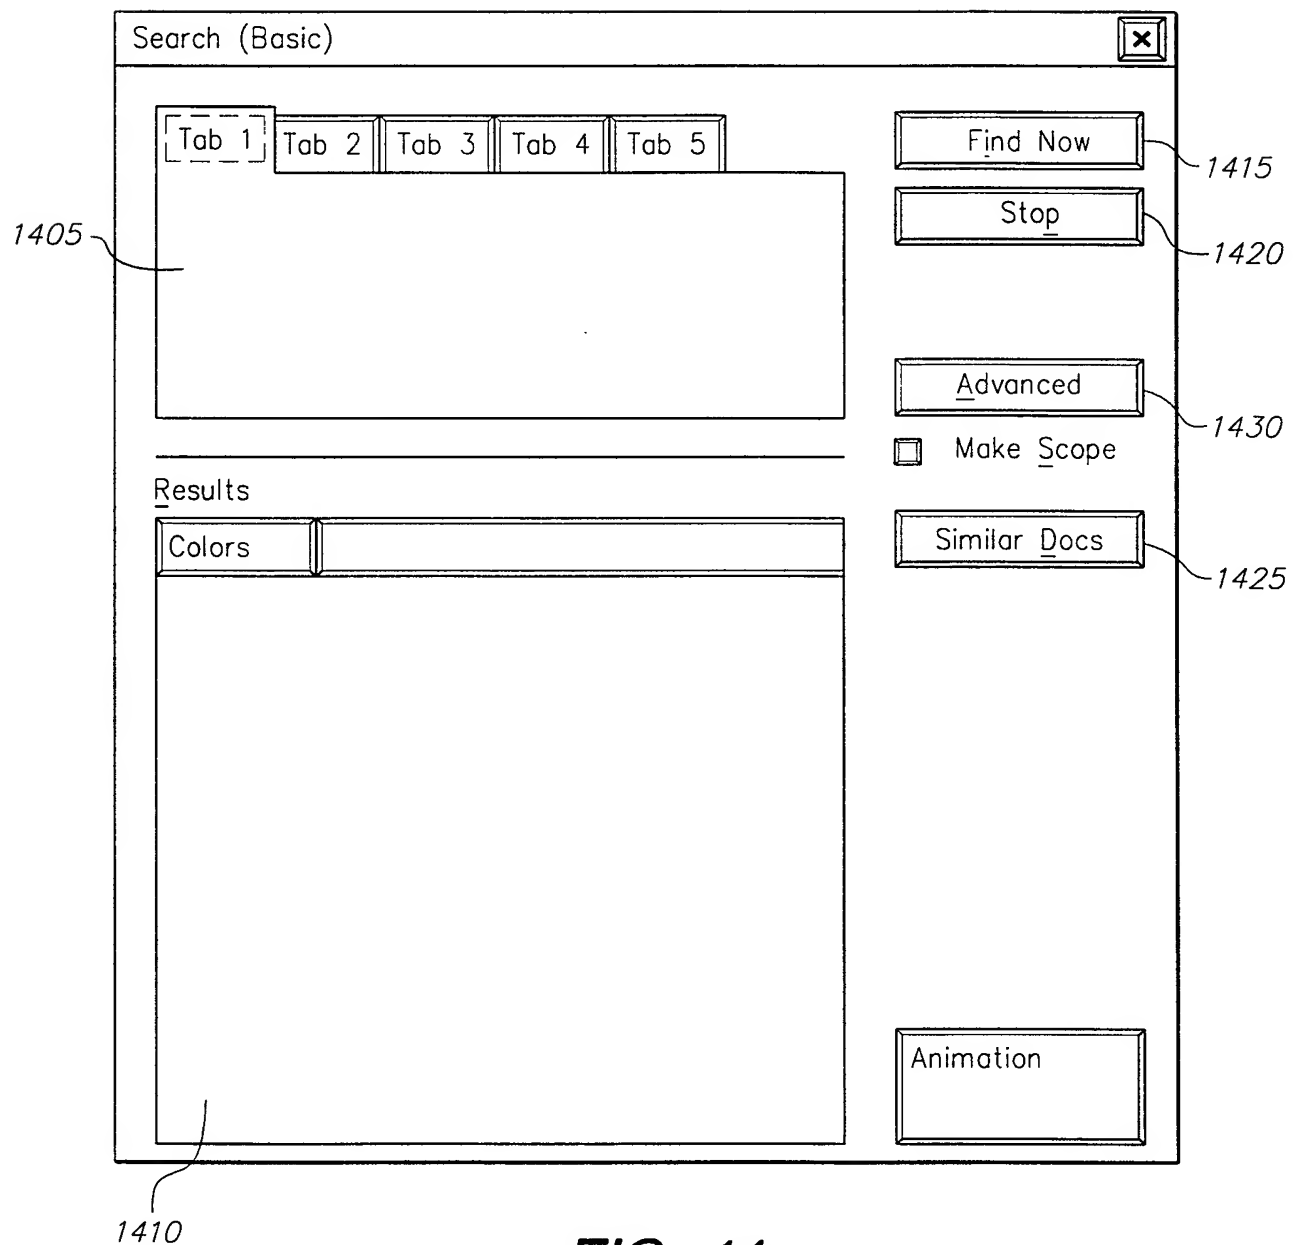 Search (Basic)
Tab 1 Tab 2 Tab 3 Tab 4 Tab 5
Find Now
1415
Stop
1420
1405
Advanced
1430
Make Scope
Results
Colors
Similar Docs
1425
Animation
1410